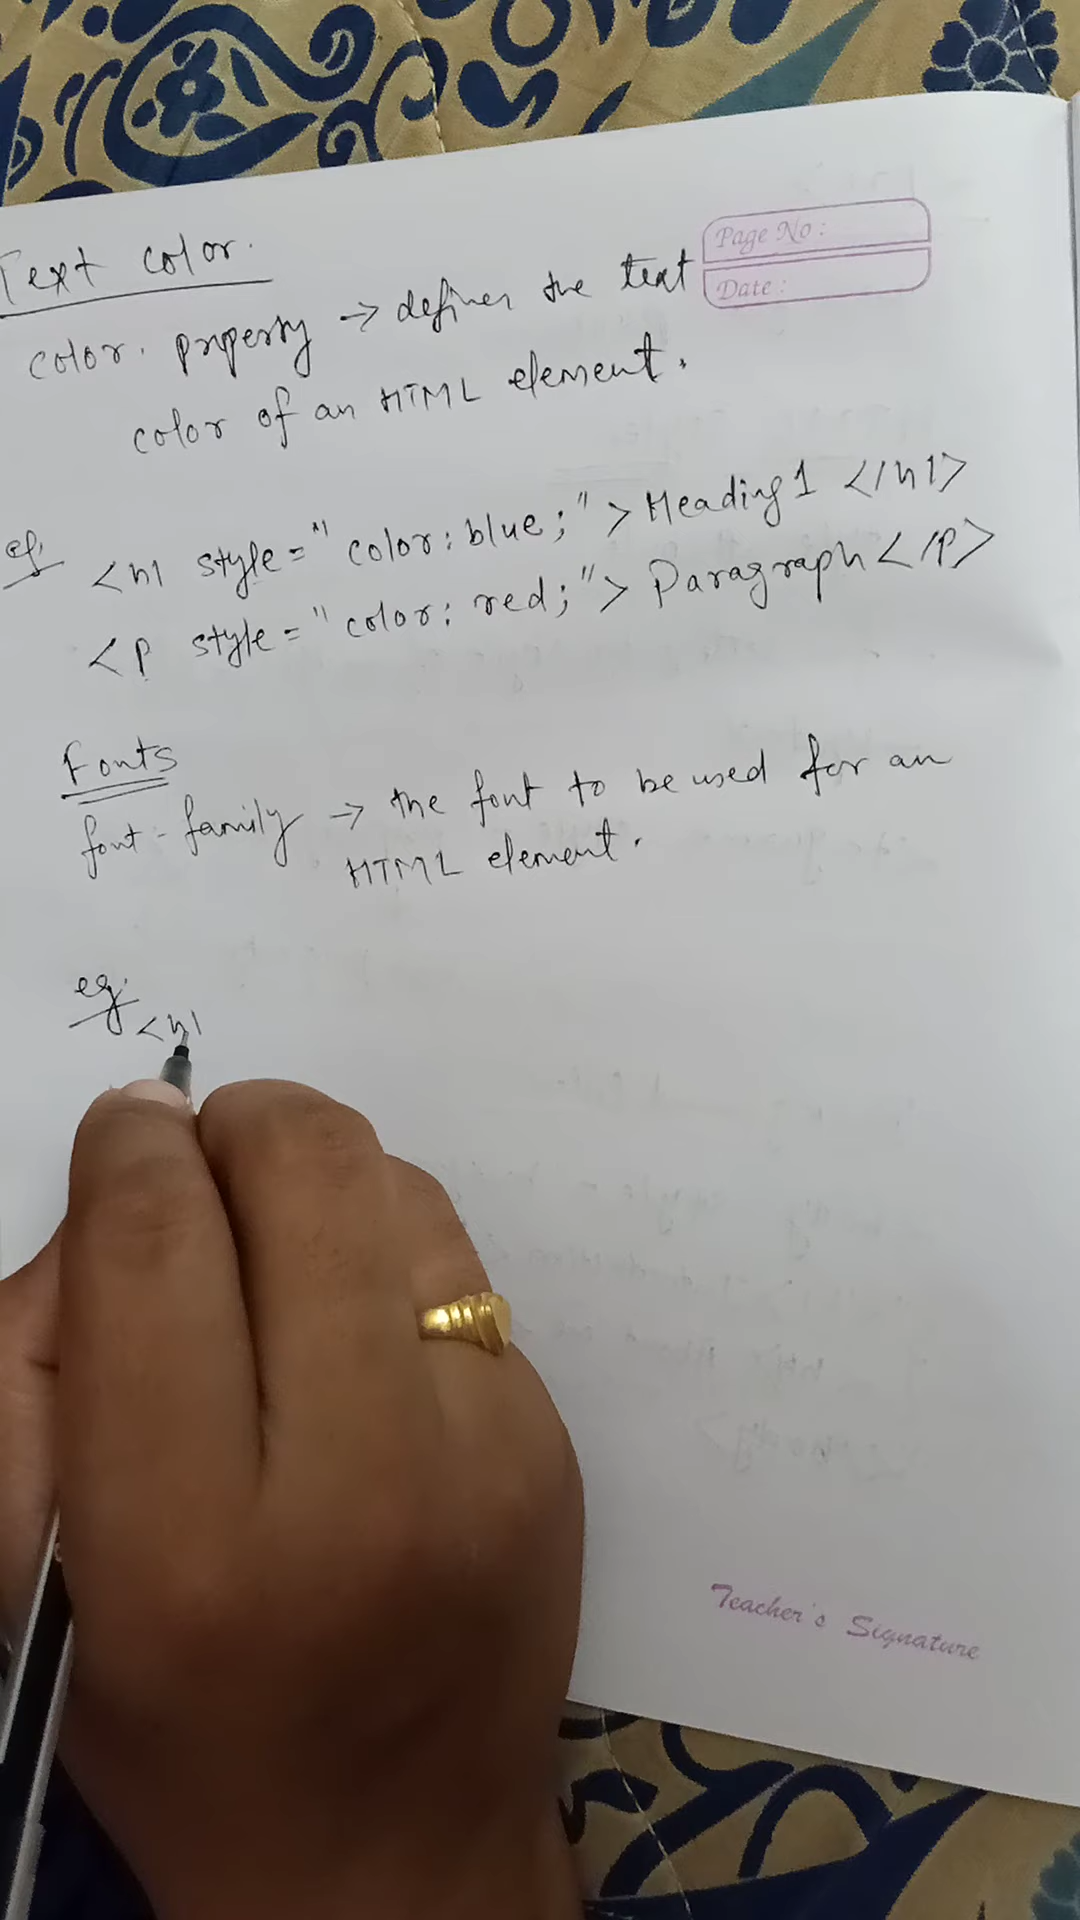 Text color.
Page No :
Date :
color. property → defines the text
color of an HTML element.
eg. <h1 style="color: blue;"> Heading 1 </h1>
<p style="color: red;"> Paragraph </p>
Fonts
font-family → the font to be used for an
HTML element.
eg.
<h1
Teacher's Signature